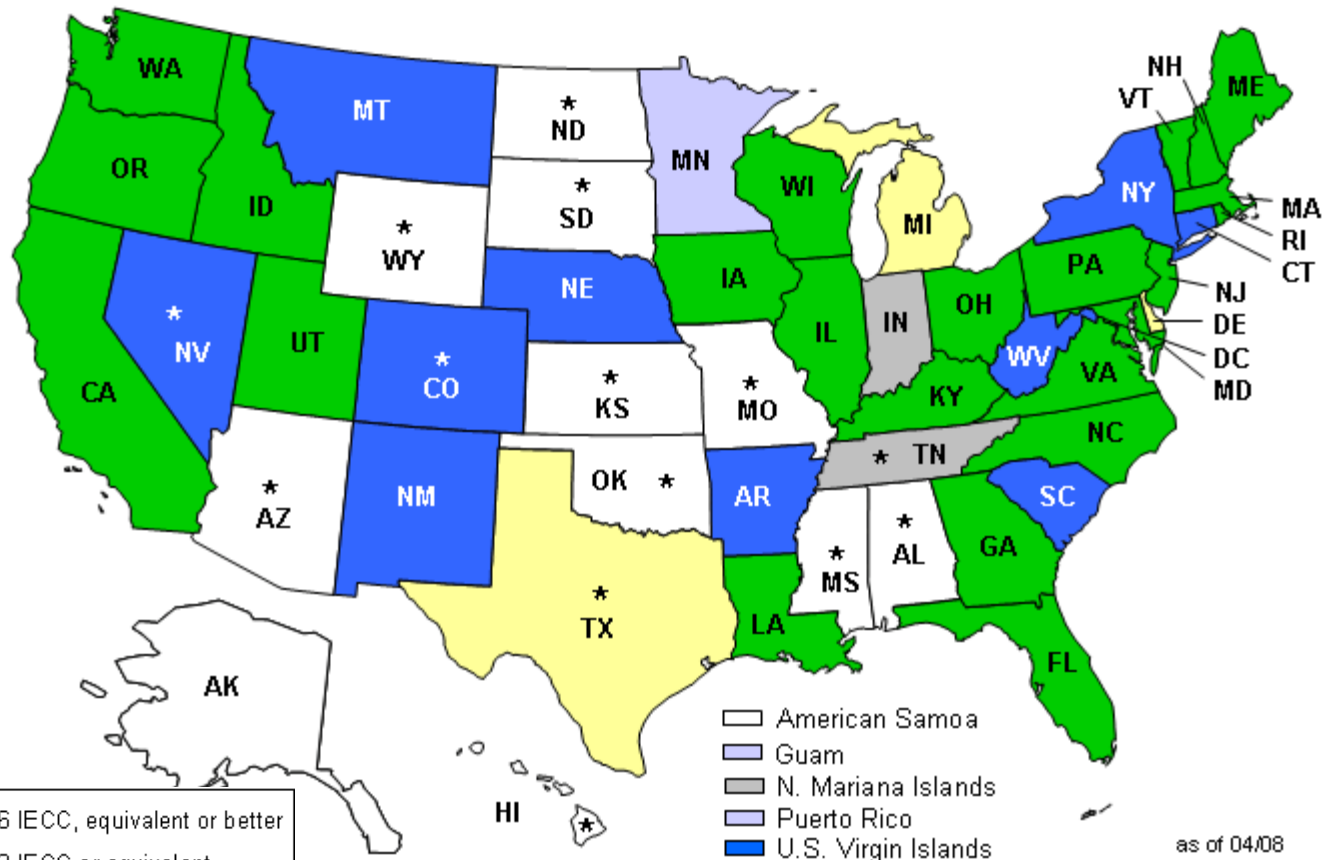 WA
OR
CA
ID
NV
*
MT
WY
*
UT
CO
*
AZ
*
NM
ND
*
SD
*
NE
KS
*
OK *
TX
*
MN
IA
MO
*
AR
LA
WI
IL
MI
IN
OH
KY
* TN
MS
*
AL
*
GA
FL
SC
NC
VA
WV
PA
NY
VT
NH
ME
MA
RI
CT
NJ
DE
DC
MD
AK
HI
*
American Samoa
Guam
N. Mariana Islands
Puerto Rico
U.S. Virgin Islands
as of 04/08
IECC, equivalent or better
IECC or equivalent